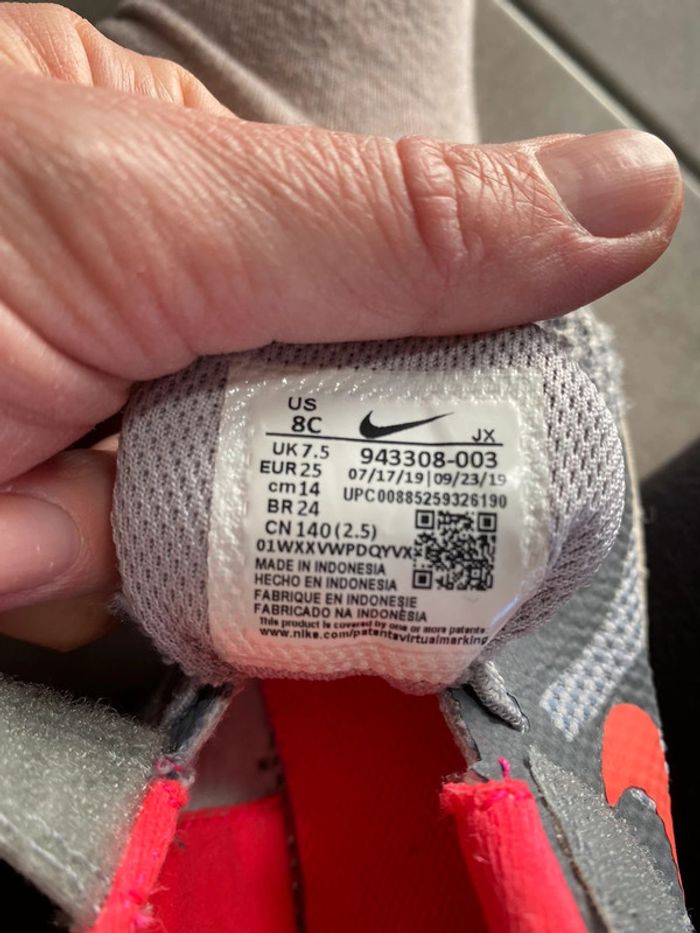 US
8C
JX
UK 7.5
943308-003
EUR 25
07/17/19|09/23/19
cm 14
UPC 00885259326190
BR 24
CN 140 (2.5)
01WXXVWPDQYVX
MADE IN INDONESIA
HECHO EN INDONESIA
FABRIQUE EN INDONESIE
FABRICADO NA INDONESIA
This product is covered by one or more patents
www.nike.com/patentsvirtualmarking